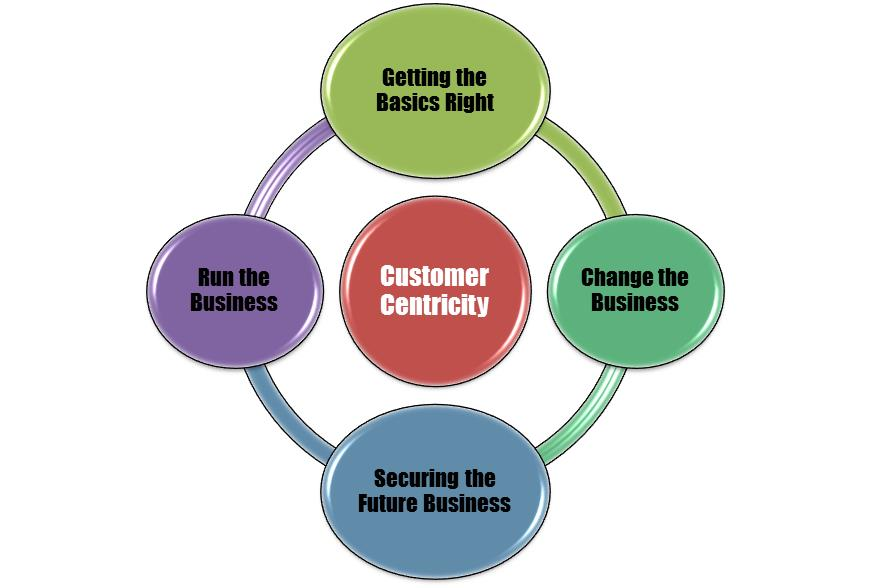 Getting the
Basics Right
Run the
Business
Customer
Centricity
Change the
Business
Securing the
Future Business